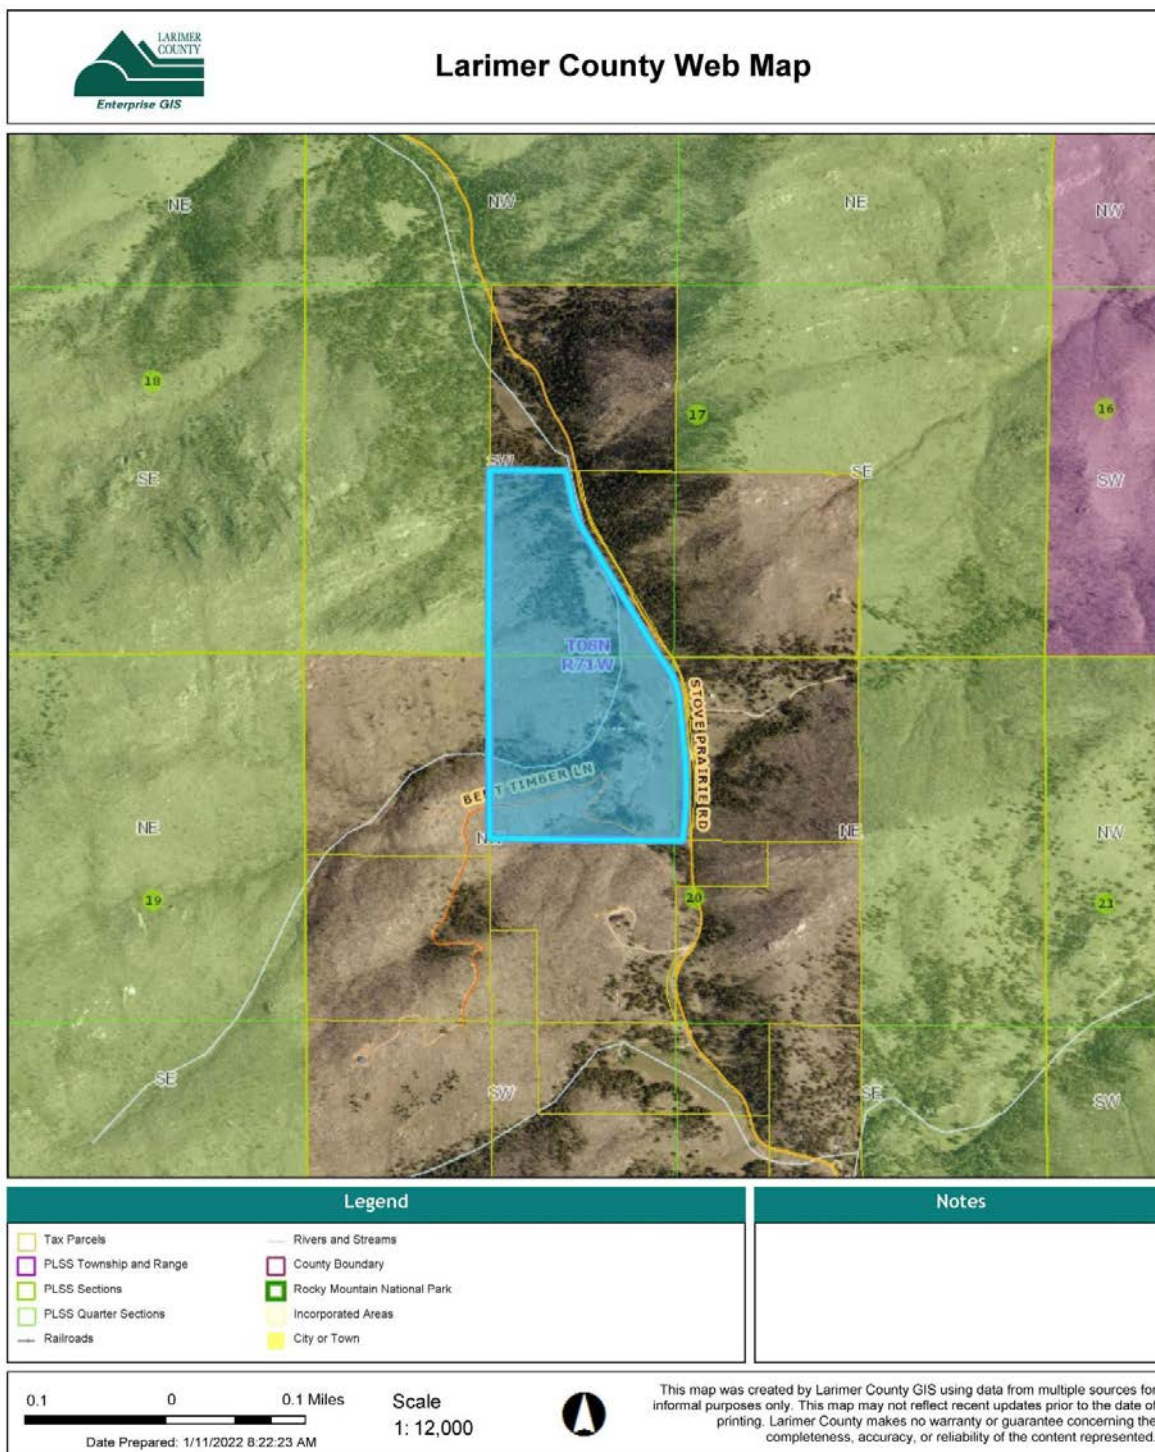 LARIMER
COUNTY
Enterprise GIS
Larimer County Web Map
NE
NW
NE
NW
18
17
16
SW
SE
SE
SW
T08N
R71W
STOVE PRAIRIE RD
BENT TIMBER LN
NE
NW
NE
NW
19
20
21
SE
SW
SE
SW
Legend
Tax Parcels
PLSS Township and Range
PLSS Sections
PLSS Quarter Sections
Railroads
Rivers and Streams
County Boundary
Rocky Mountain National Park
Incorporated Areas
City or Town
Notes
0.1 0 0.1 Miles
Date Prepared: 1/11/2022 8:22:23 AM
Scale
1: 12,000
This map was created by Larimer County GIS using data from multiple sources for
informal purposes only. This map may not reflect recent updates prior to the date of
printing. Larimer County makes no warranty or guarantee concerning the
completeness, accuracy, or reliability of the content represented.